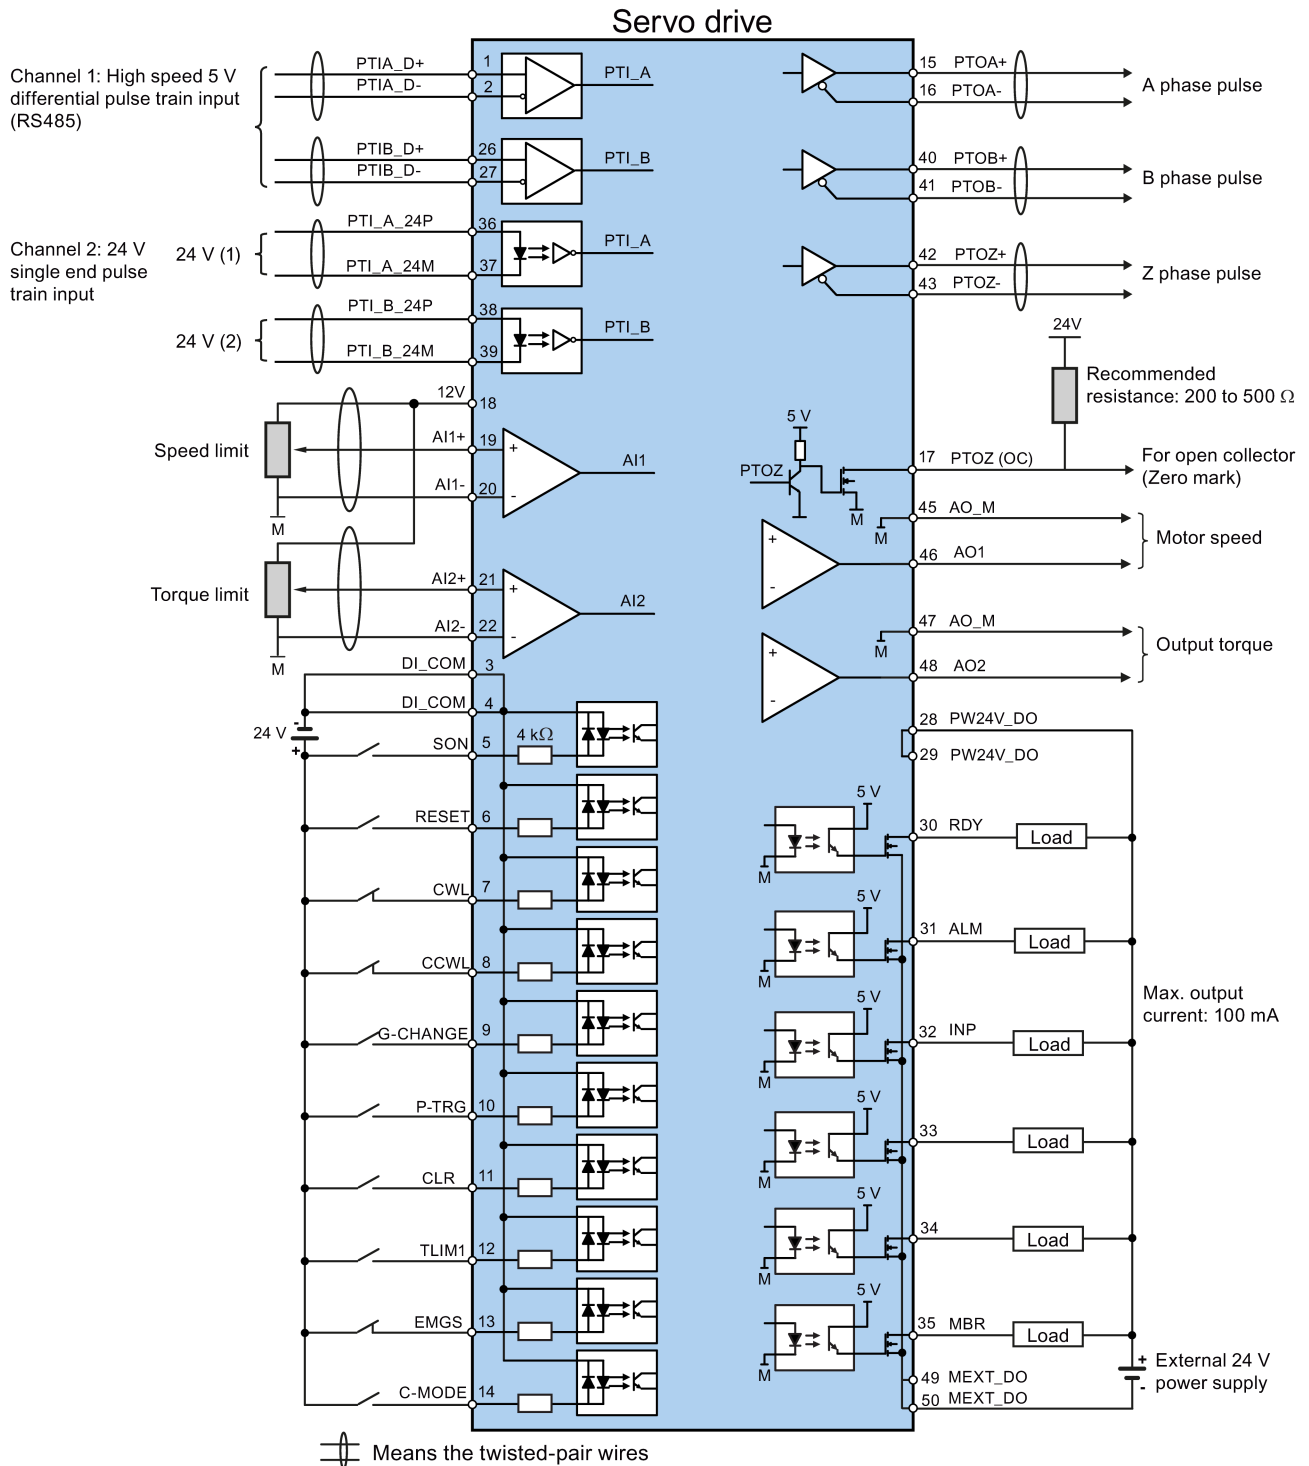 Servo drive
Channel 1: High speed 5 V
differential pulse train input
(RS485)
PTIA_D+
1
PTI_A
PTIA_D-
2
PTIB_D+
26
PTI_B
PTIB_D-
27
Channel 2: 24 V
single end pulse
train input
24 V (1)
PTI_A_24P
36
PTI_A
PTI_A_24M
37
24 V (2)
PTI_B_24P
38
PTI_B
PTI_B_24M
39
12V
18
Speed limit
AI1+
19
AI1
AI1-
20
M
Torque limit
AI2+
21
AI2
AI2-
22
M
DI_COM
3
DI_COM
4
24 V
-
+
SON
5
4 kΩ
RESET
6
CWL
7
CCWL
8
G-CHANGE
9
P-TRG
10
CLR
11
TLIM1
12
EMGS
13
C-MODE
14
+
-
+
-
15
PTOA+
16
PTOA-
A phase pulse
40
PTOB+
41
PTOB-
B phase pulse
42
PTOZ+
43
PTOZ-
Z phase pulse
24V
Recommended
resistance: 200 to 500 Ω
5 V
PTOZ
M
17
PTOZ (OC)
For open collector
(Zero mark)
M
45
AO_M
46
AO1
Motor speed
+
-
M
47
AO_M
48
AO2
Output torque
+
-
28
PW24V_DO
29
PW24V_DO
5 V
M
30
RDY
Load
5 V
M
31
ALM
Load
Max. output
current: 100 mA
5 V
M
32
INP
Load
5 V
M
33
Load
5 V
M
34
Load
5 V
M
35
MBR
Load
+
-
External 24 V
power supply
49
MEXT_DO
50
MEXT_DO
Means the twisted-pair wires